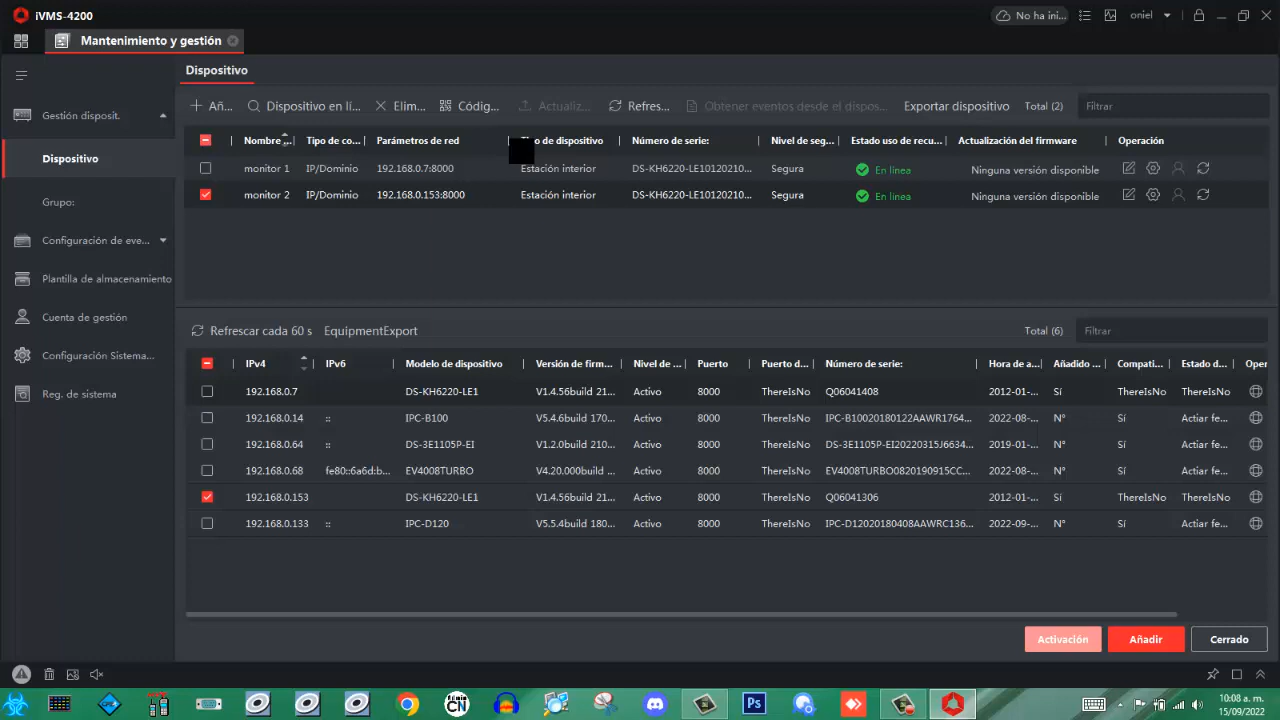 iVMS-4200
No ha ini...
oniel
Mantenimiento y gestión
Dispositivo
Gestión disposit.
Dispositivo
Grupo:
Configuración de eve...
Plantilla de almacenamiento
Cuenta de gestión
Configuración Sistema...
Reg. de sistema
Añ... Dispositivo en lí... Elim... Códig... Actualiz... Refres... Obtener eventos desde el dispos... Exportar dispositivo Total (2) Filtrar
Nombre ... Tipo de co... Parámetros de red de dispositivo Número de serie: Nivel de seg... Estado uso de recu... Actualización del firmware Operación
monitor 1 IP/Dominio 192.168.0.7:8000 Estación interior DS-KH6220-LE10120210... Segura En línea Ninguna versión disponible
monitor 2 IP/Dominio 192.168.0.153:8000 Estación interior DS-KH6220-LE10120210... Segura En línea Ninguna versión disponible
Refrescar cada 60 s EquipmentExport Total (6) Filtrar
IPv4 IPv6 Modelo de dispositivo Versión de firm... Nivel de ... Puerto Puerto d... Número de serie: Hora de a... Añadido ... Compati... Estado d... Oper
192.168.0.7 DS-KH6220-LE1 V1.4.56build 21... Activo 8000 ThereIsNo Q06041408 2012-01-... Sí ThereIsNo ThereIsNo
192.168.0.14 :: IPC-B100 V5.4.6build 170... Activo 8000 ThereIsNo IPC-B10020180122AAWR1764... 2022-08-... N° Sí Actiar fe...
192.168.0.64 :: DS-3E1105P-EI V1.2.0build 210... Activo 8000 ThereIsNo DS-3E1105P-EI20220315J6634... 2019-01-... N° Sí Actiar fe...
192.168.0.68 fe80::6a6d:b... EV4008TURBO V4.20.000build ... Activo 8000 ThereIsNo EV4008TURBO0820190915CC... 2022-08-... N° Sí Actiar fe...
192.168.0.153 DS-KH6220-LE1 V1.4.56build 21... Activo 8000 ThereIsNo Q06041306 2012-01-... Sí ThereIsNo ThereIsNo
192.168.0.133 :: IPC-D120 V5.5.4build 180... Activo 8000 ThereIsNo IPC-D12020180408AAWRC136... 2022-09-... N° Sí Actiar fe...
Activación Añadir Cerrado
Ps
10:08 a. m.
15/09/2022